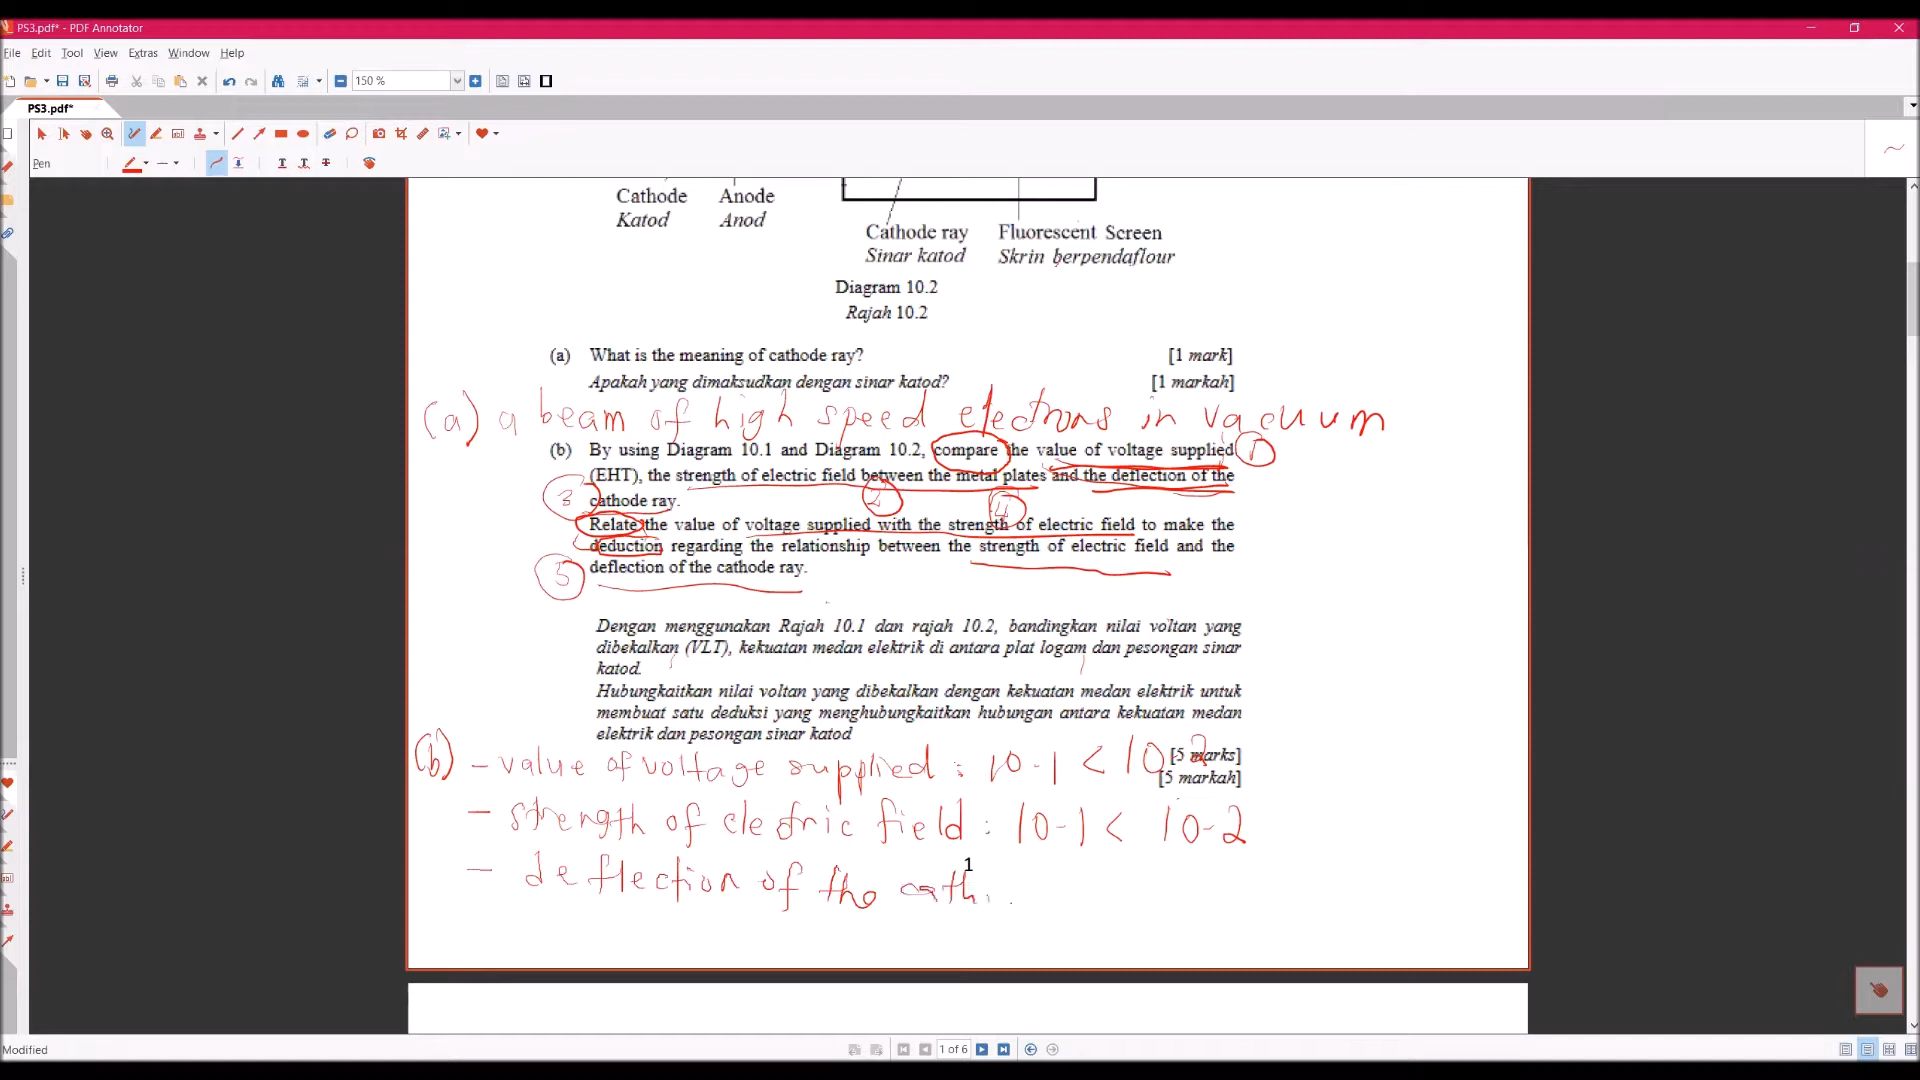 PS3.pdf* - PDF Annotator
File Edit Tool View Extras Window Help
150 %
PS3.pdf*
Pen
Cathode Anode
Katod Anod
Cathode ray Fluorescent Screen
Sinar katod Skrin berpendaflour
Diagram 10.2
Rajah 10.2
(a) What is the meaning of cathode ray? [1 mark]
Apakah yang dimaksudkan dengan sinar katod? [1 markah]
(a) a beam of high speed electrons in vacuum
(b) By using Diagram 10.1 and Diagram 10.2, compare the value of voltage supplied 1
(EHT), the strength of electric field between the metal plates and the deflection of the
3 cathode ray. 2 4
Relate the value of voltage supplied with the strength of electric field to make the
deduction regarding the relationship between the strength of electric field and the
5 deflection of the cathode ray.
Dengan menggunakan Rajah 10.1 dan rajah 10.2, bandingkan nilai voltan yang
dibekalkan (VLT), kekuatan medan elektrik di antara plat logam dan pesongan sinar
katod.
Hubungkaitkan nilai voltan yang dibekalkan dengan kekuatan medan elektrik untuk
membuat satu deduksi yang menghubungkaitkan hubungan antara kekuatan medan
elektrik dan pesongan sinar katod
[5 marks]
(b) - value of voltage supplied : 10-1 < 10 2
[5 markah]
- strength of electric field : 10-1 < 10-2
1
- deflection of the cath
Modified 1 of 6